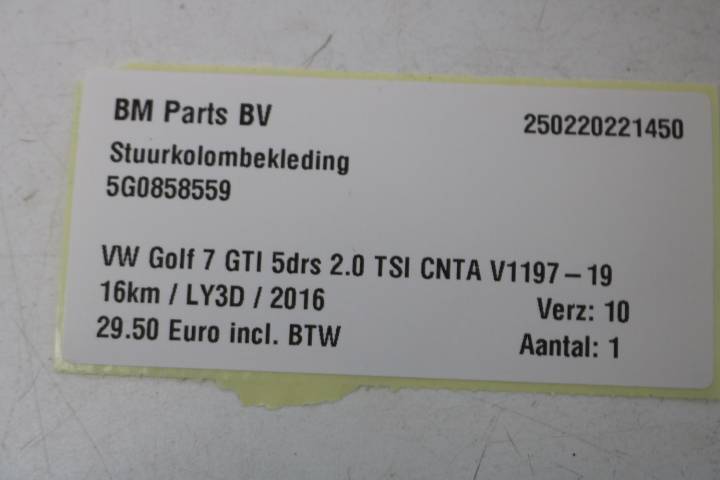 BM Parts BV 250220221450
Stuurkolombekleding
5G0858559
VW Golf 7 GTI 5drs 2.0 TSI CNTA V1197 – 19
16km / LY3D / 2016 Verz: 10
29.50 Euro incl. BTW Aantal: 1